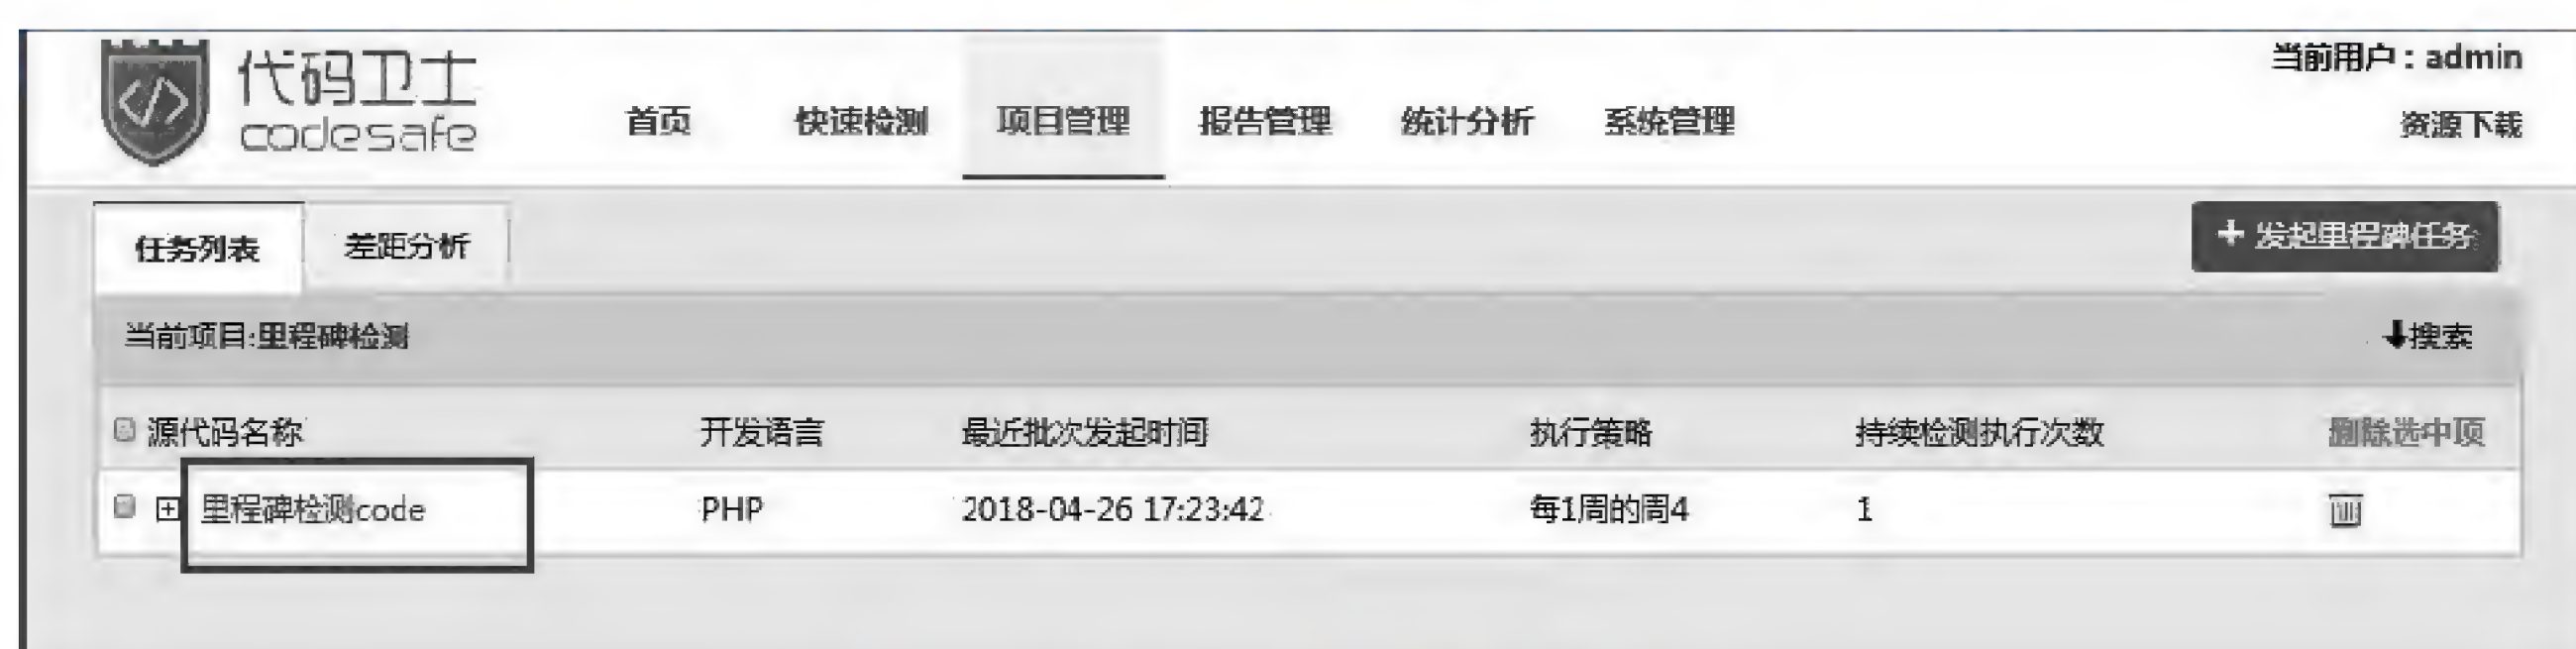 代码卫士
codesafe
首页 快速检测 项目管理 报告管理 统计分析 系统管理
当前用户：admin
资源下载
任务列表 差距分析
+ 发起里程碑任务
当前项目:里程碑检测
搜索
源代码名称 开发语言 最近批次发起时间 执行策略 持续检测执行次数 删除选中项
里程碑检测code PHP 2018-04-26 17:23:42 每1周的周4 1